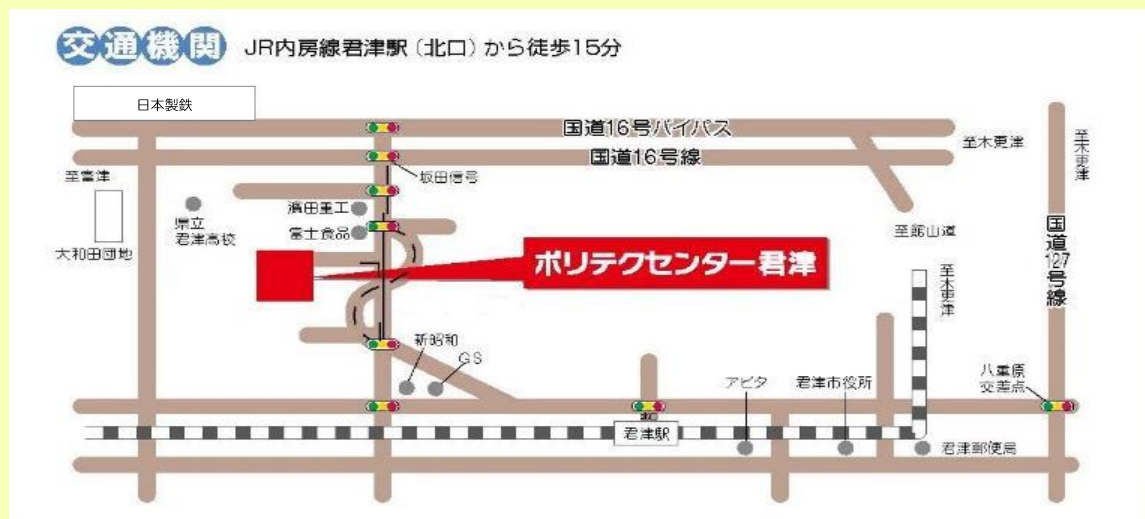 交通機関 JR内房線君津駅(北口)から徒歩15分
日本製鉄
国道16号バイパス
国道16号線
至木更津
至木更津
至富津
坂田信号
大和田団地
県立
君津高校
濱田重工
富士食品
ポリテクセンター君津
至館山道
至木更津
国道127号線
新昭和
GS
アピタ
君津市役所
八重原
交差点
北口
君津駅
君津郵便局